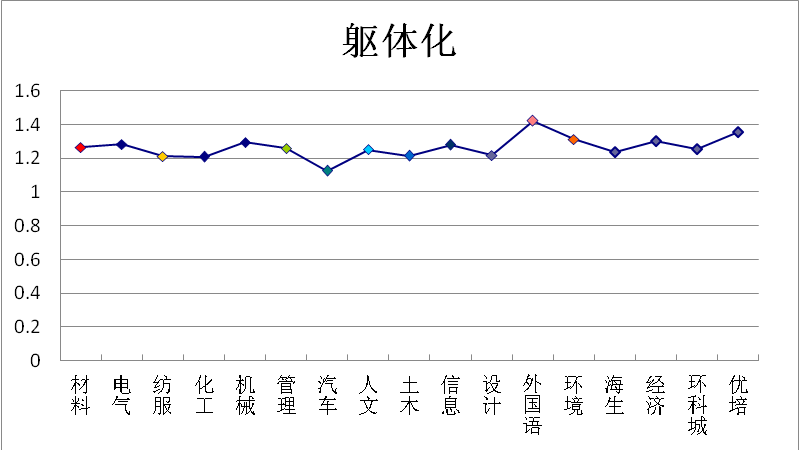 躯体化
1.6
1.4
1.2
1
0.8
0.6
0.4
0.2
0
材料
电气
纺服
化工
机械
管理
汽车
人文
土木
信息
设计
外国语
环境
海生
经济
环科城
优培